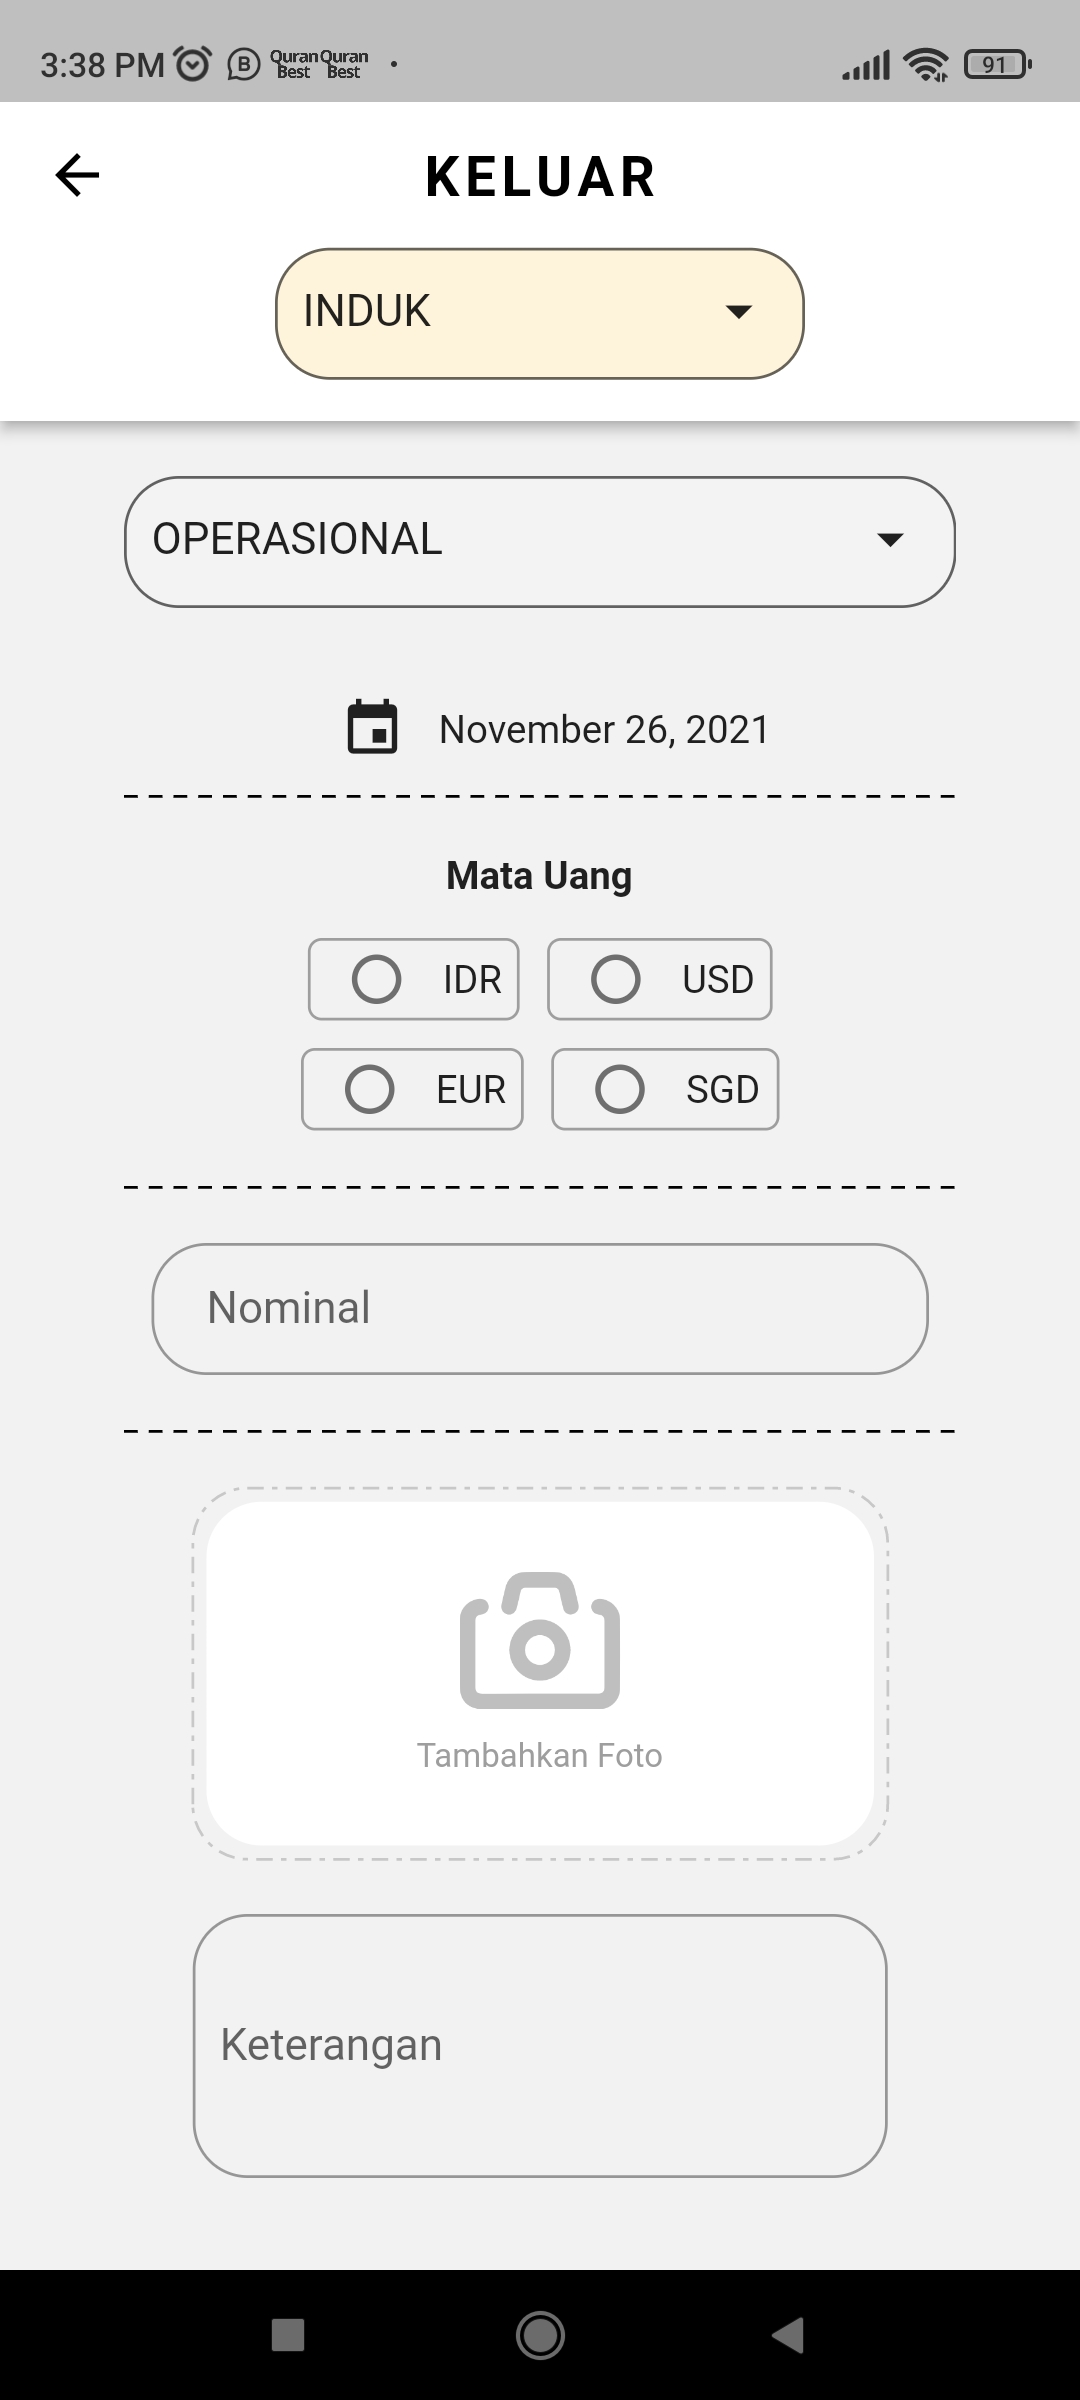 3:38 PM B Quran Best Quran Best 91
KELUAR
INDUK
OPERASIONAL
November 26, 2021
Mata Uang
IDR USD
EUR SGD
Nominal
Tambahkan Foto
Keterangan